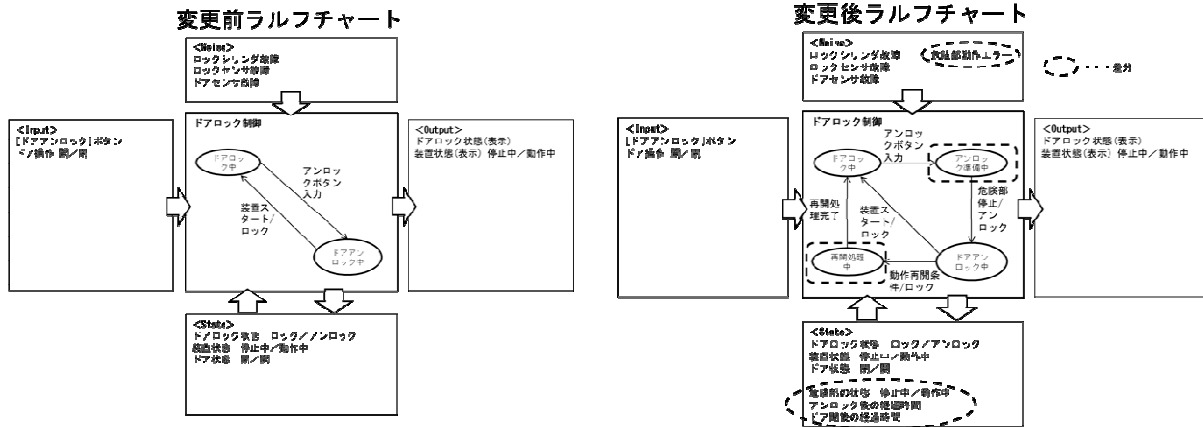 変更前ラルフチャート
<Noise>
ロックシリンダ故障
ロックセンサ故障
ドアセンサ故障
<Input>
[ドアアンロック]ボタン
ドア操作 開/閉
ドアロック制御
ドアロック中
アンロックボタン入力
装置スタート/ロック
ドアアンロック中
<Output>
ドアロック状態(表示)
装置状態(表示) 停止中/動作中
<State>
ドアロック状態 ロック/アンロック
装置状態 停止中/動作中
ドア状態 開/閉
変更後ラルフチャート
<Noise>
ロックシリンダ故障 危険部動作エラー
ロックセンサ故障
ドアセンサ故障
・・・差分
<Input>
[ドアアンロック]ボタン
ドア操作 開/閉
ドアロック制御
ドアロック中
アンロックボタン入力
アンロック準備中
再開処理完了
装置スタート/ロック
危険部停止/アンロック
再開処理中
ドアアンロック中
動作再開条件/ロック
<Output>
ドアロック状態(表示)
装置状態(表示) 停止中/動作中
<State>
ドアロック状態 ロック/アンロック
装置状態 停止中/動作中
ドア状態 開/閉
危険部の状態 停止中/動作中
アンロック後の経過時間
ドア閉後の経過時間